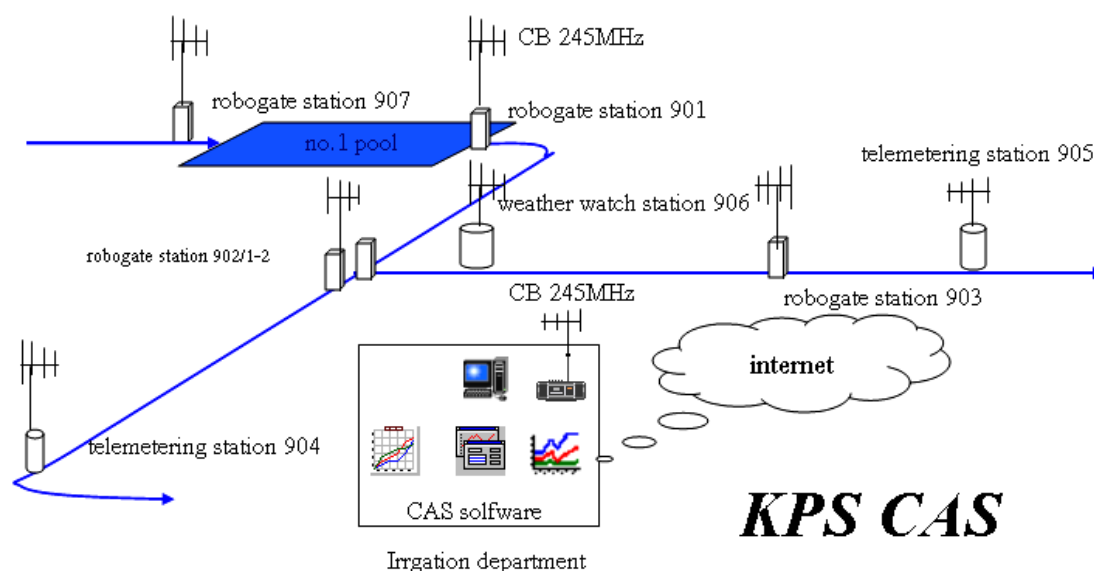 CB 245MHz
robogate station 907
robogate station 901
no.1 pool
telemetering station 905
weather watch station 906
robogate station 902/1-2
CB 245MHz
robogate station 903
internet
telemetering station 904
CAS solfware
KPS CAS
Irrgation department